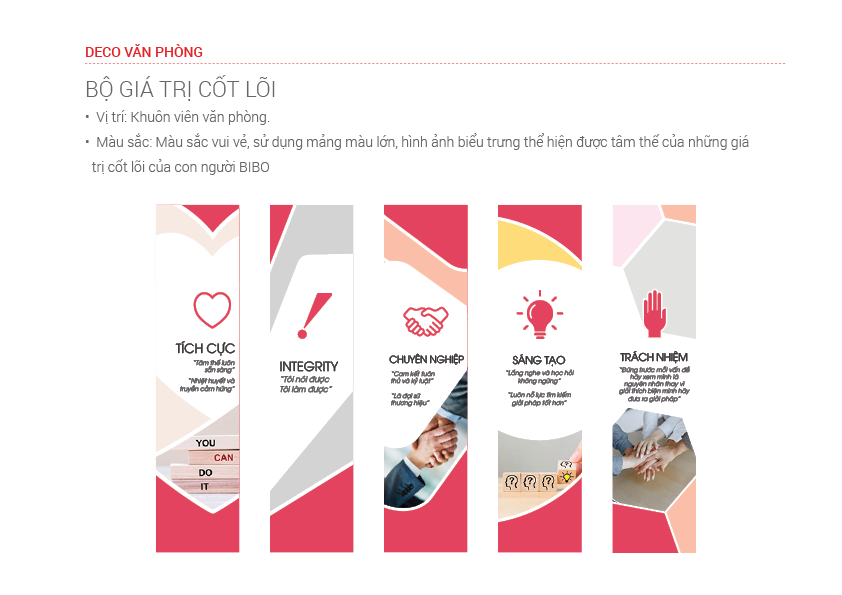 DECO VĂN PHÒNG
BỘ GIÁ TRỊ CỐT LÕI
• Vị trí: Khuôn viên văn phòng.
• Màu sắc: Màu sắc vui vẻ, sử dụng mảng màu lớn, hình ảnh biểu trưng thể hiện được tâm thế của những giá
trị cốt lõi của con người BIBO
TÍCH CỰC
"Tâm thế luôn
sẵn sàng"
"Nhiệt huyết và
truyền cảm hứng"
YOU
CAN
DO
IT
INTEGRITY
"Tôi nói được
Tôi làm được"
CHUYÊN NGHIỆP
"Cam kết tuân
thủ và kỷ luật"
"Là đại sứ
thương hiệu"
SÁNG TẠO
"Lắng nghe và học hỏi
không ngừng"
"Luôn nỗ lực tìm kiếm
giải pháp tốt hơn"
TRÁCH NHIỆM
"Đứng trước mỗi vấn đề
hãy xem mình là
nguyên nhân thay vì
giải thích biện minh hãy
đưa ra giải pháp"